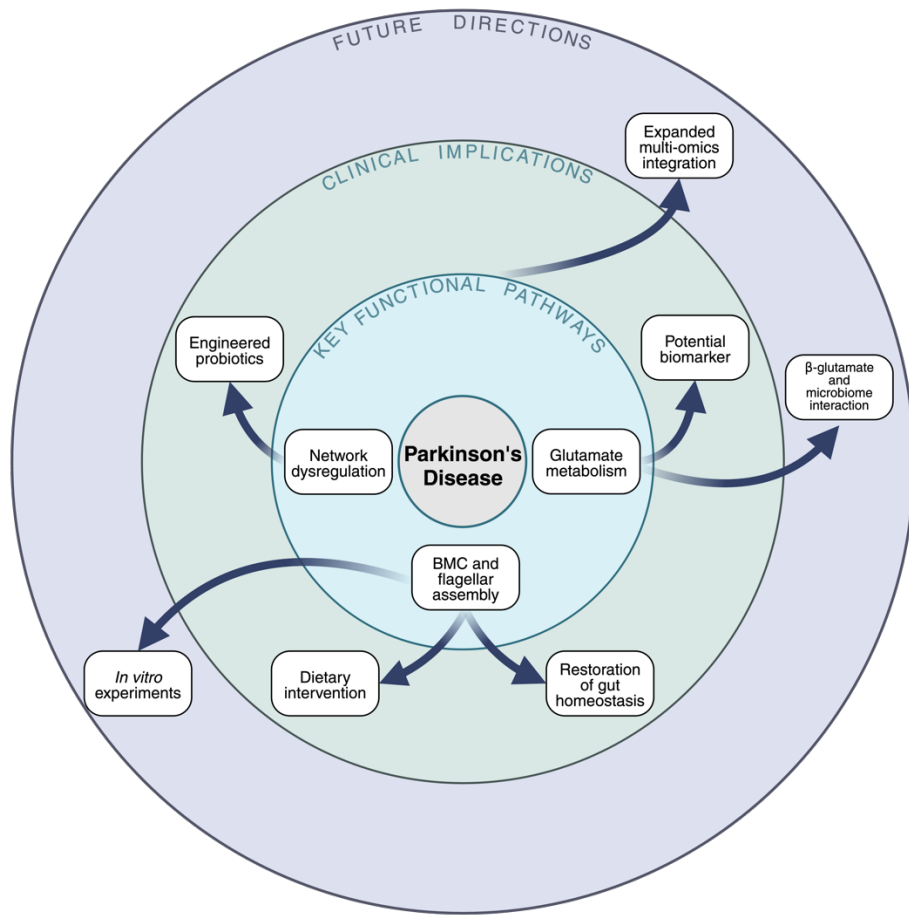 FUTURE DIRECTIONS
Expanded
multi-omics
integration
CLINICAL IMPLICATIONS
KEY FUNCTIONAL PATHWAYS
Engineered
probiotics
Potential
biomarker
β-glutamate and
microbiome
interaction
Network
dysregulation
Parkinson's
Disease
Glutamate
metabolism
BMC and
flagellar
assembly
In vitro
experiments
Dietary
intervention
Restoration
of gut
homeostasis